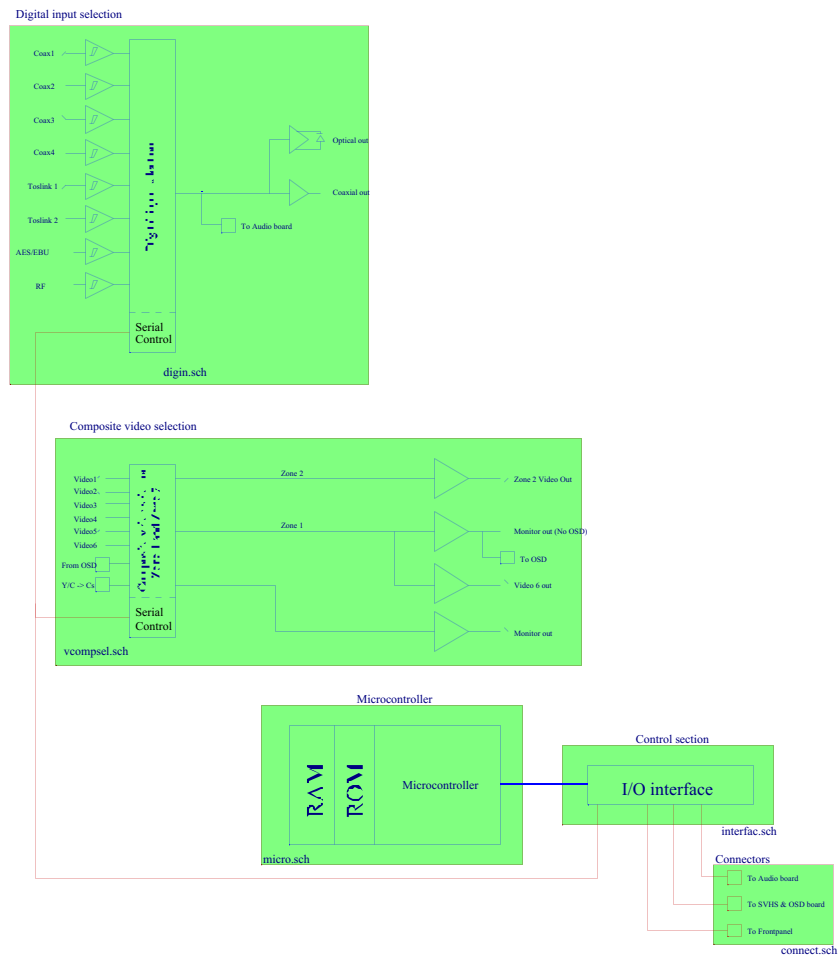 Digital input selection
Coax1
Coax2
Coax3
Coax4
Toslink 1
Toslink 2
AES/EBU
RF
Optical out
Coaxial out
To Audio board
Serial
Control
digin.sch
Composite video selection
Video1
Video2
Video3
Video4
Video5
Video6
From OSD
Y/C -> Cs
Zone 2
Zone 1
Zone 2 Video Out
Monitor out (No OSD)
To OSD
Video 6 out
Monitor out
Serial
Control
vcompsel.sch
Microcontroller
RAM
ROM
Microcontroller
micro.sch
Control section
I/O interface
interfac.sch
Connectors
To Audio board
To SVHS & OSD board
To Frontpanel
connect.sch